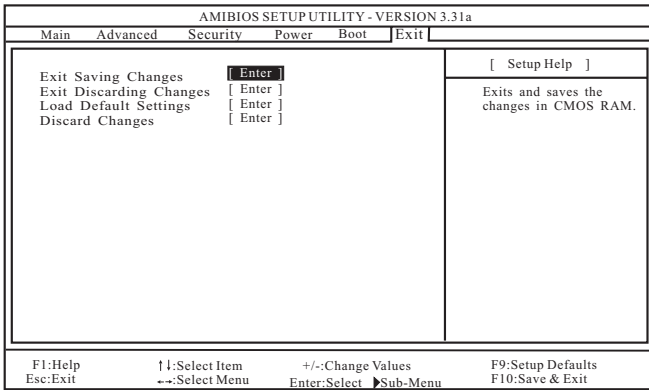 AMIBIOS SETUP UTILITY - VERSION 3.31a
Main Advanced Security Power Boot Exit
[ Setup Help ]
Exit Saving Changes [ Enter ]
Exit Discarding Changes [ Enter ]
Load Default Settings [ Enter ]
Discard Changes [ Enter ]
Exits and saves the
changes in CMOS RAM.
F1:Help ↑↓:Select Item +/-:Change Values F9:Setup Defaults
Esc:Exit ←→:Select Menu Enter:Select ▶Sub-Menu F10:Save & Exit